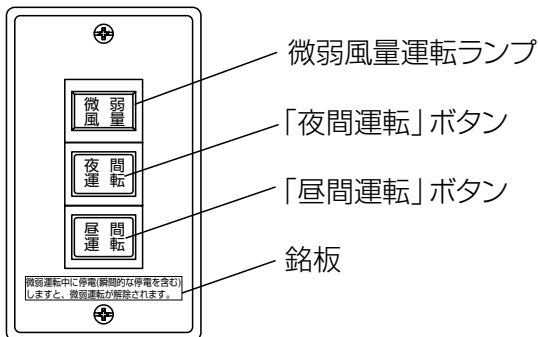 微弱風量運転ランプ
微弱
風量
「夜間運転」ボタン
夜間
運転
「昼間運転」ボタン
昼間
運転
銘板
微弱運転中に停電(瞬間的な停電を含む)
しますと、微弱運転が解除されます。